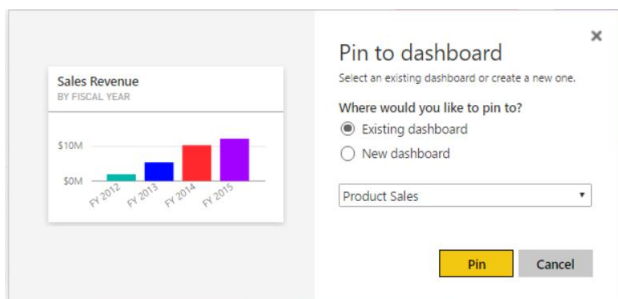 Sales Revenue
BY FISCAL YEAR
$10M
$0M
FY 2012
FY 2013
FY 2014
FY 2015
Pin to dashboard
Select an existing dashboard or create a new one.
Where would you like to pin to?
Existing dashboard
New dashboard
Product Sales
Pin
Cancel